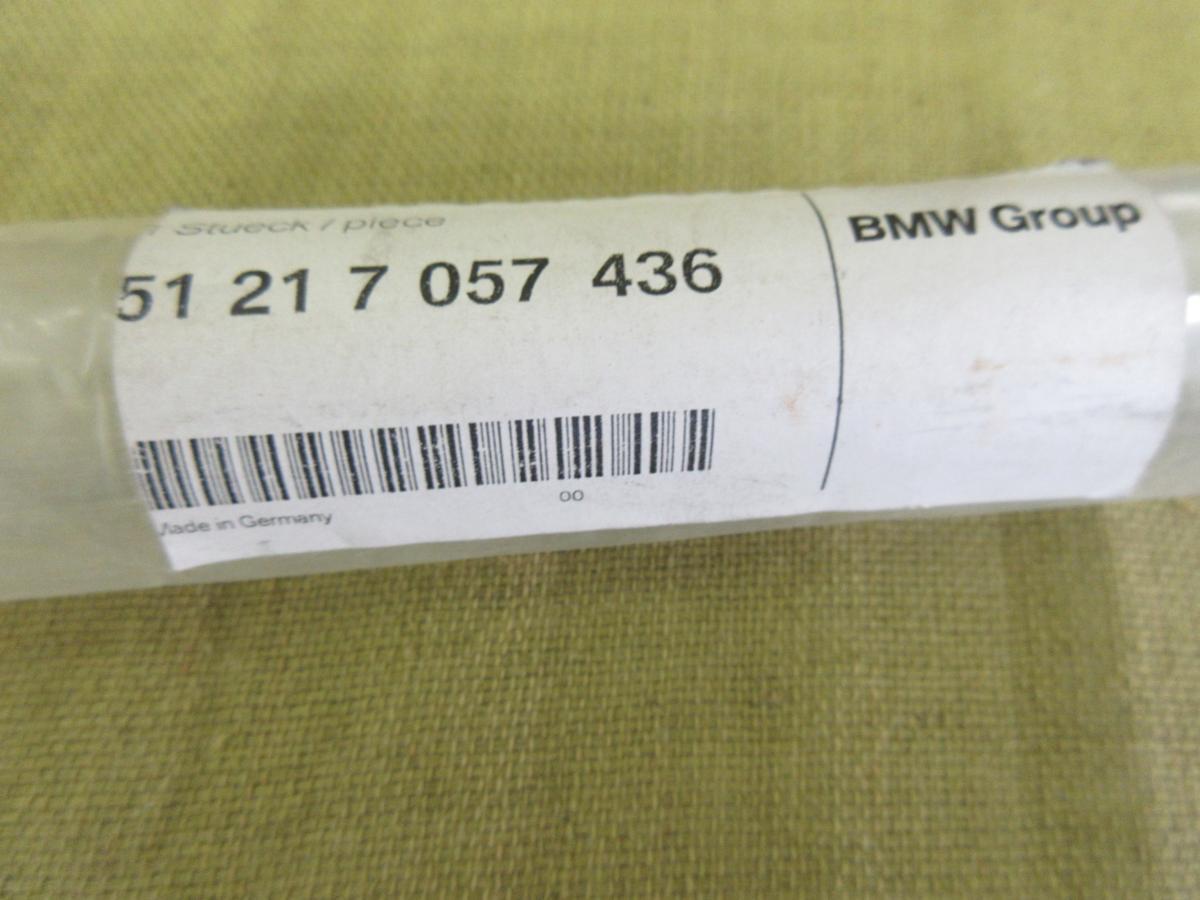 Stueck / piece
BMW Group
51 21 7 057 436
00
Made in Germany